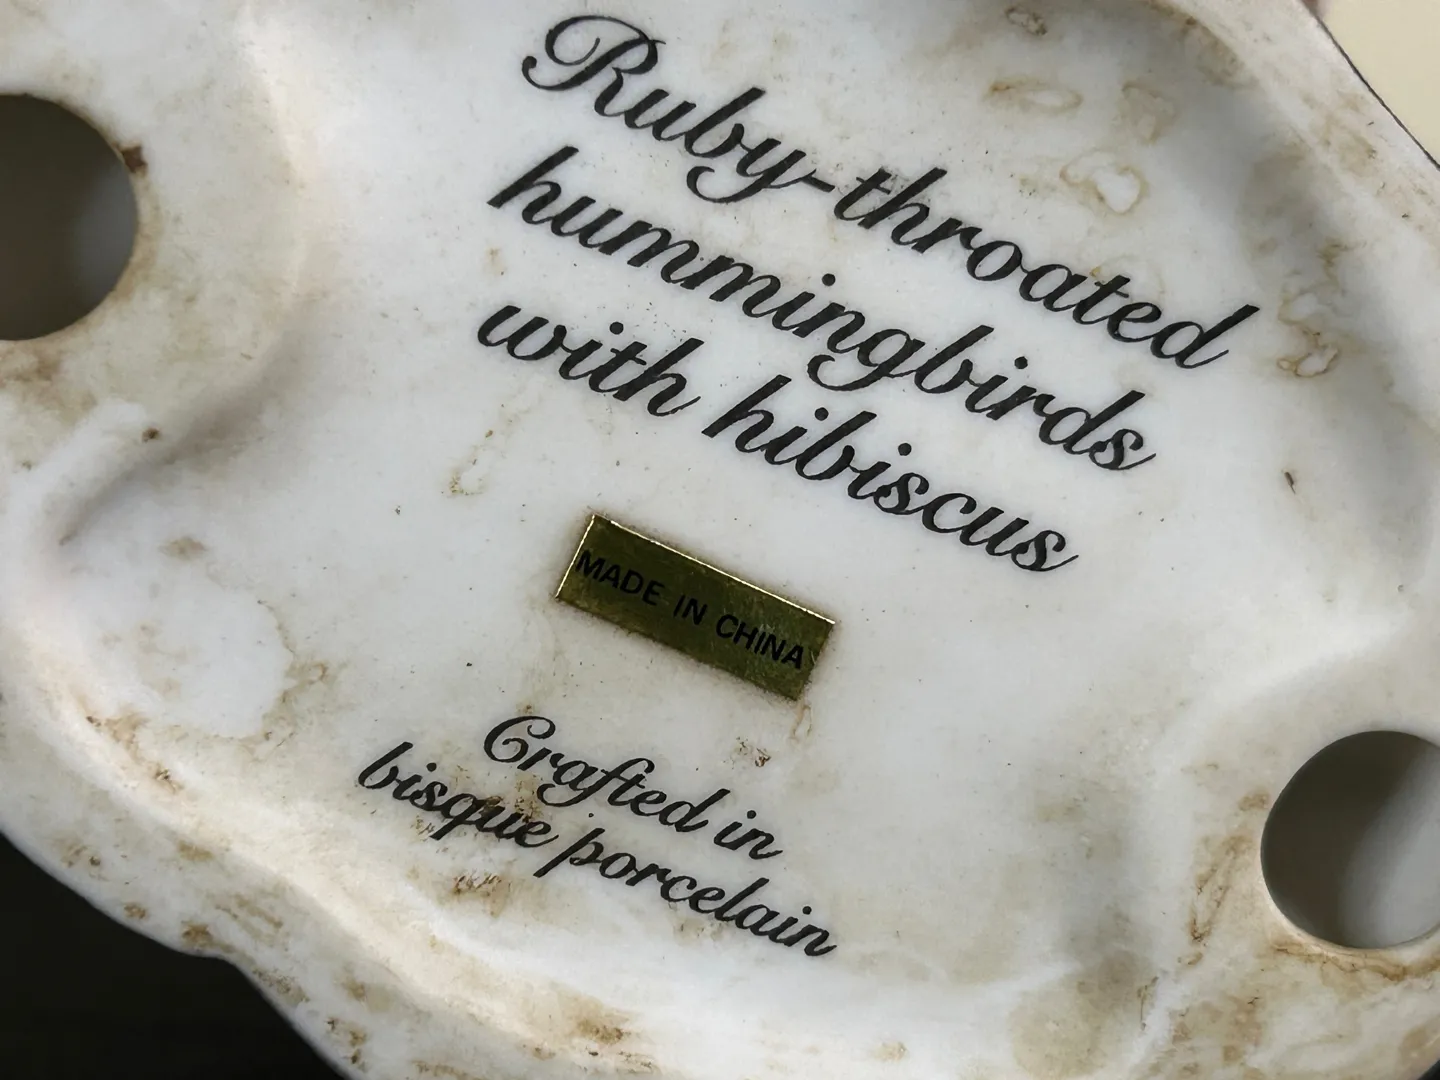 Ruby-throated
hummingbirds
with hibiscus
MADE IN CHINA
Crafted in
bisque porcelain